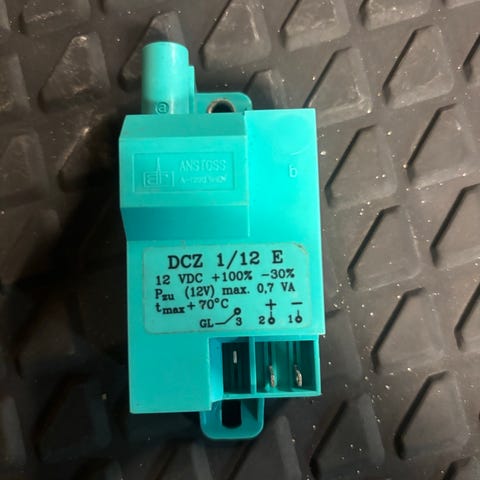 a
ANSTOSS
b
DCZ 1/12 E
12 VDC +100% -30%
Pzu (12V) max. 0,7 VA
tmax +70°C
+ −
GL 3 2 1